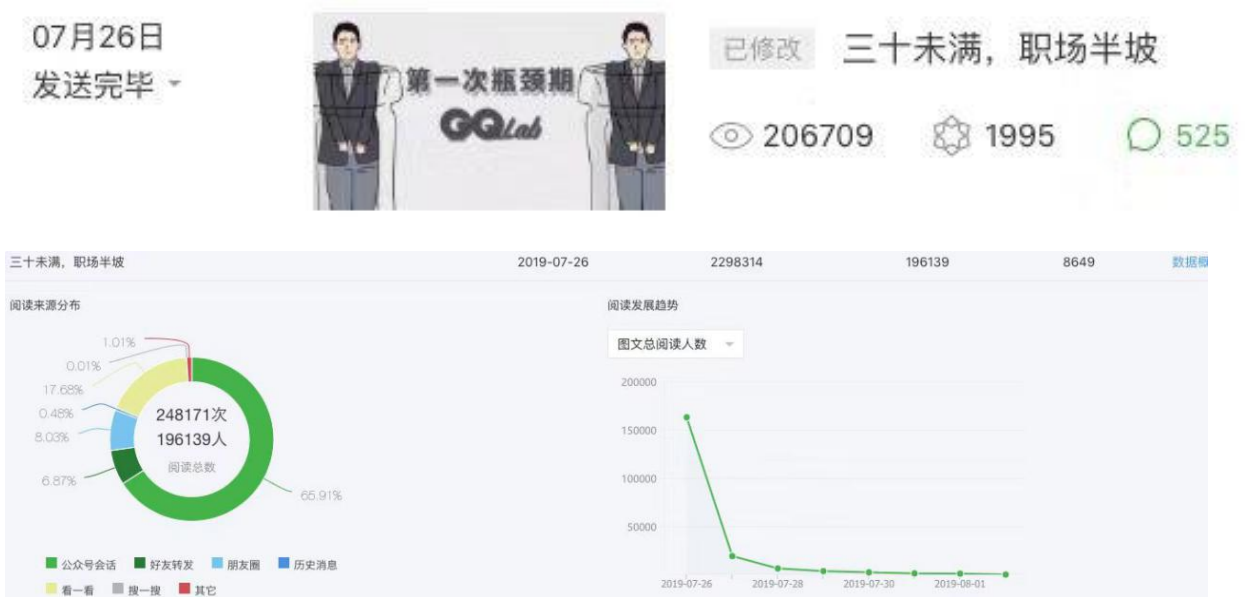 07月26日
发送完毕
第一次瓶颈期
GQLab
已修改 三十未满，职场半坡
206709 1995 525
三十未满，职场半坡 2019-07-26 2298314 196139 8649 数据概
阅读来源分布
1.01%
0.01%
17.68%
0.48%
8.03%
6.87%
65.91%
248171次
196139人
阅读总数
公众号会话 好友转发 朋友圈 历史消息
看一看 搜一搜 其它
阅读发展趋势
图文总阅读人数
200000
150000
100000
50000
2019-07-26 2019-07-28 2019-07-30 2019-08-01